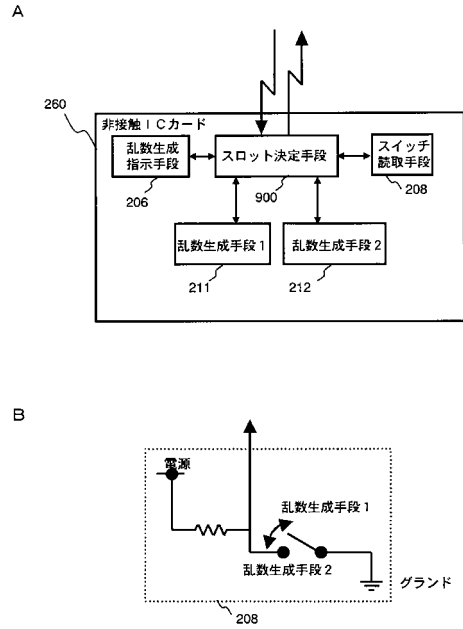 A
260
非接触ICカード
乱数生成
指示手段
スロット決定手段
スイッチ
読取手段
206
900
208
乱数生成手段1
乱数生成手段2
211
212
B
電源
乱数生成手段1
乱数生成手段2
グランド
208